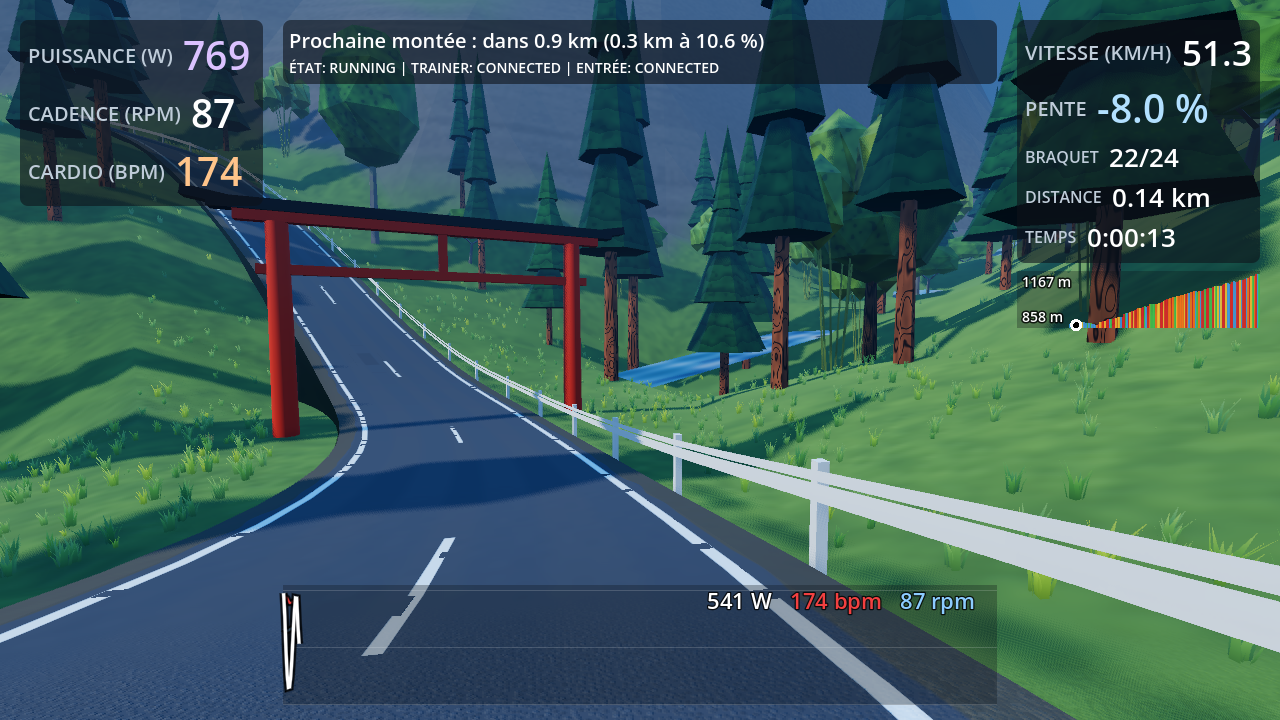 PUISSANCE (W) 769
CADENCE (RPM) 87
CARDIO (BPM) 174
Prochaine montée : dans 0.9 km (0.3 km à 10.6 %)
ÉTAT: RUNNING | TRAINER: CONNECTED | ENTRÉE: CONNECTED
VITESSE (KM/H) 51.3
PENTE -8.0 %
BRAQUET 22/24
DISTANCE 0.14 km
TEMPS 0:00:13
1167 m
858 m
541 W 174 bpm 87 rpm